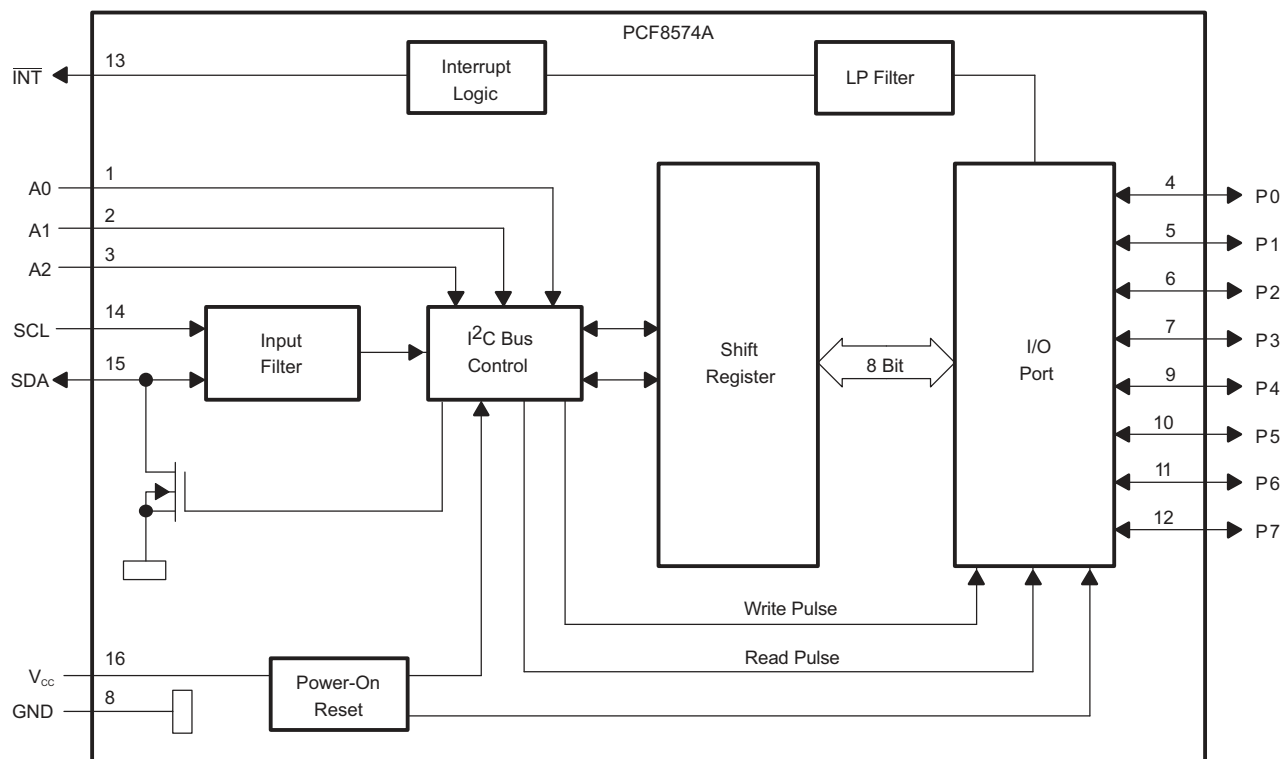 PCF8574A
INT
13
Interrupt
Logic
LP Filter
A0
1
A1
2
A2
3
SCL
14
SDA
15
Input
Filter
I²C Bus
Control
Shift
Register
8 Bit
I/O
Port
4
P0
5
P1
6
P2
7
P3
9
P4
10
P5
11
P6
12
P7
Write Pulse
Read Pulse
VCC
16
GND
8
Power-On
Reset